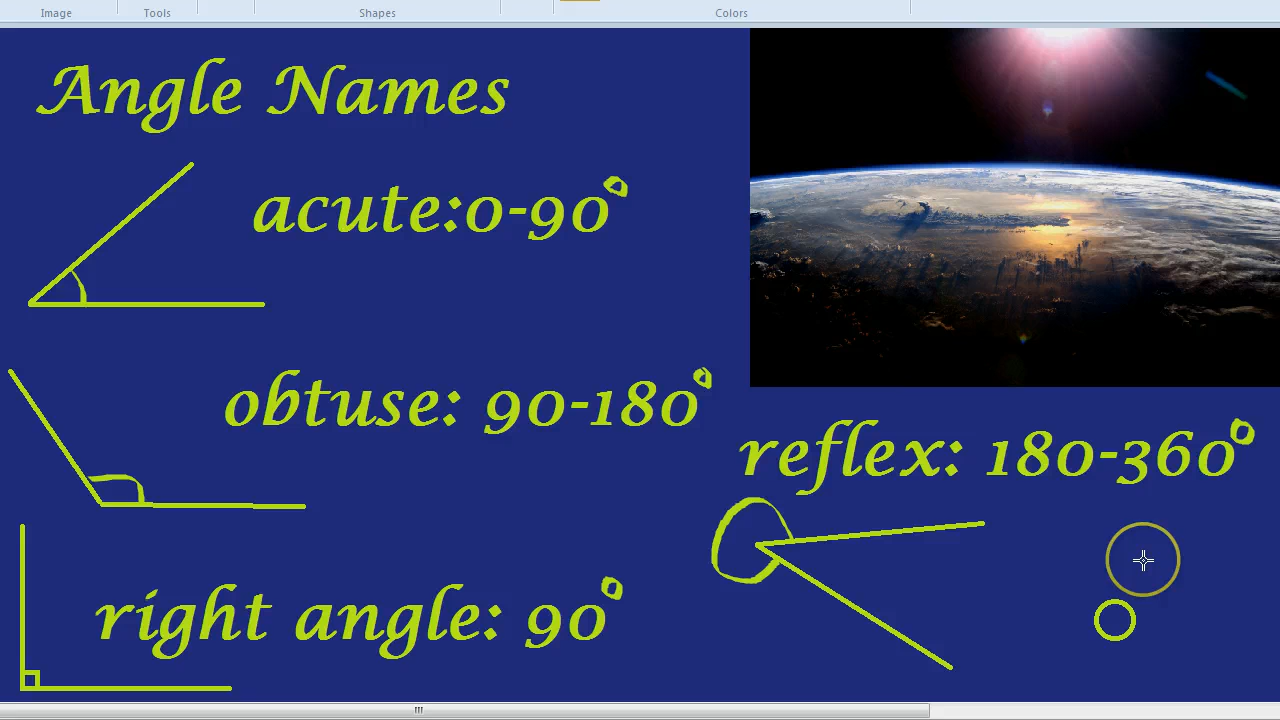 Image Tools Shapes Colors
Angle Names
acute:0-90°
obtuse: 90-180°
reflex: 180-360°
right angle: 90°